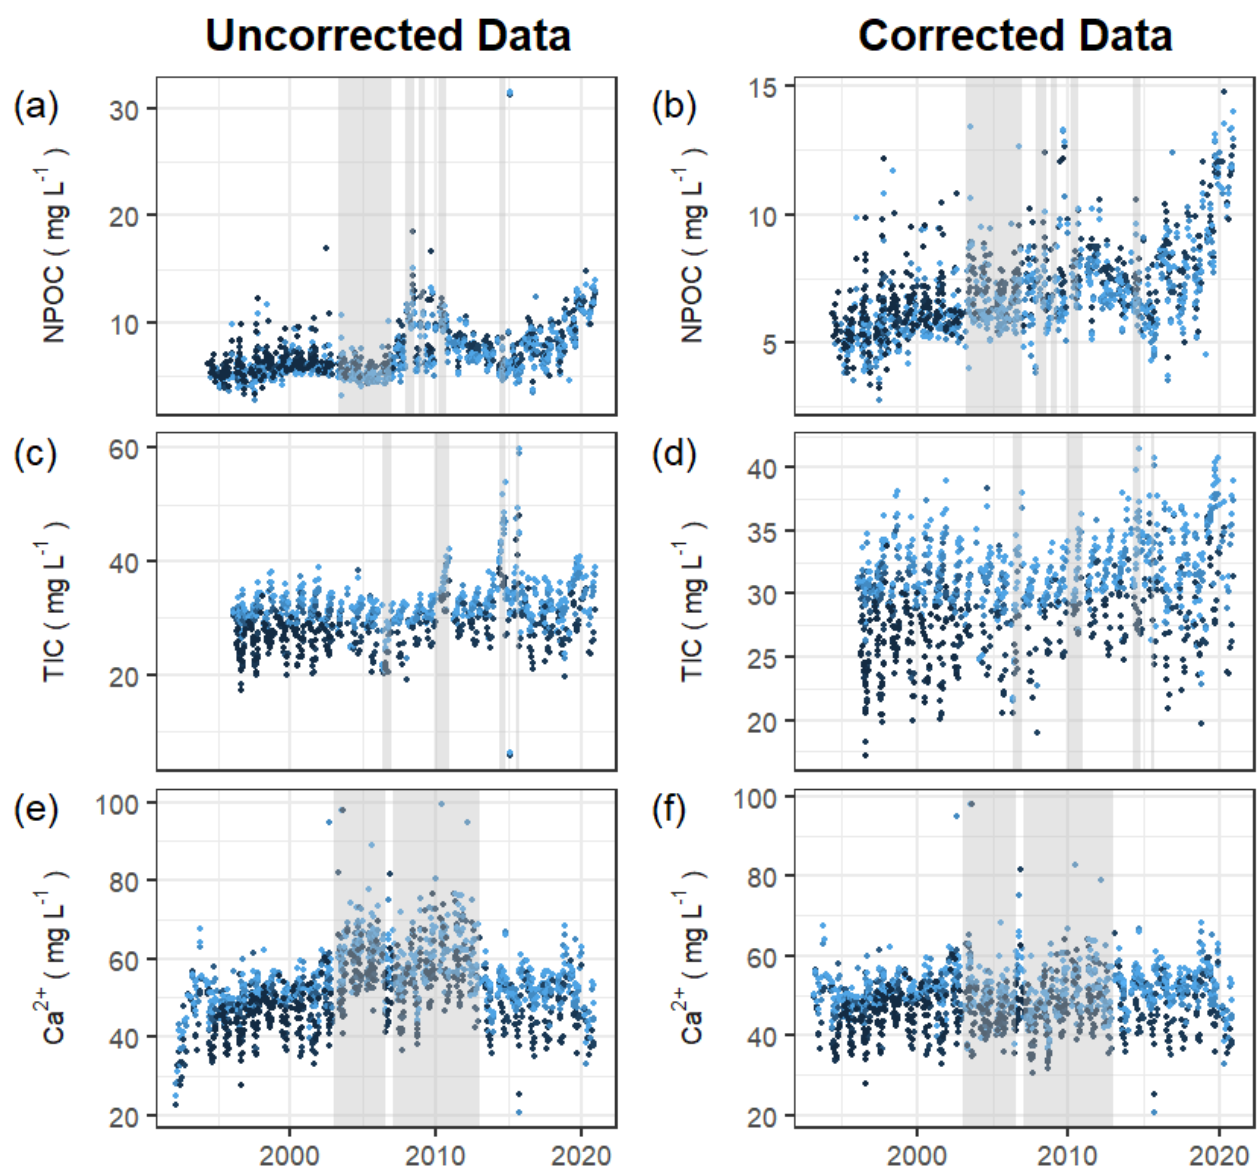 Uncorrected Data Corrected Data
(a) NPOC ( mg L⁻¹ ) 30 20 10
(b) NPOC ( mg L⁻¹ ) 15 10 5
(c) TIC ( mg L⁻¹ ) 60 40 20
(d) TIC ( mg L⁻¹ ) 40 35 30 25 20
(e) Ca²⁺ ( mg L⁻¹ ) 100 80 60 40 20
(f) Ca²⁺ ( mg L⁻¹ ) 100 80 60 40 20
2000 2010 2020 2000 2010 2020